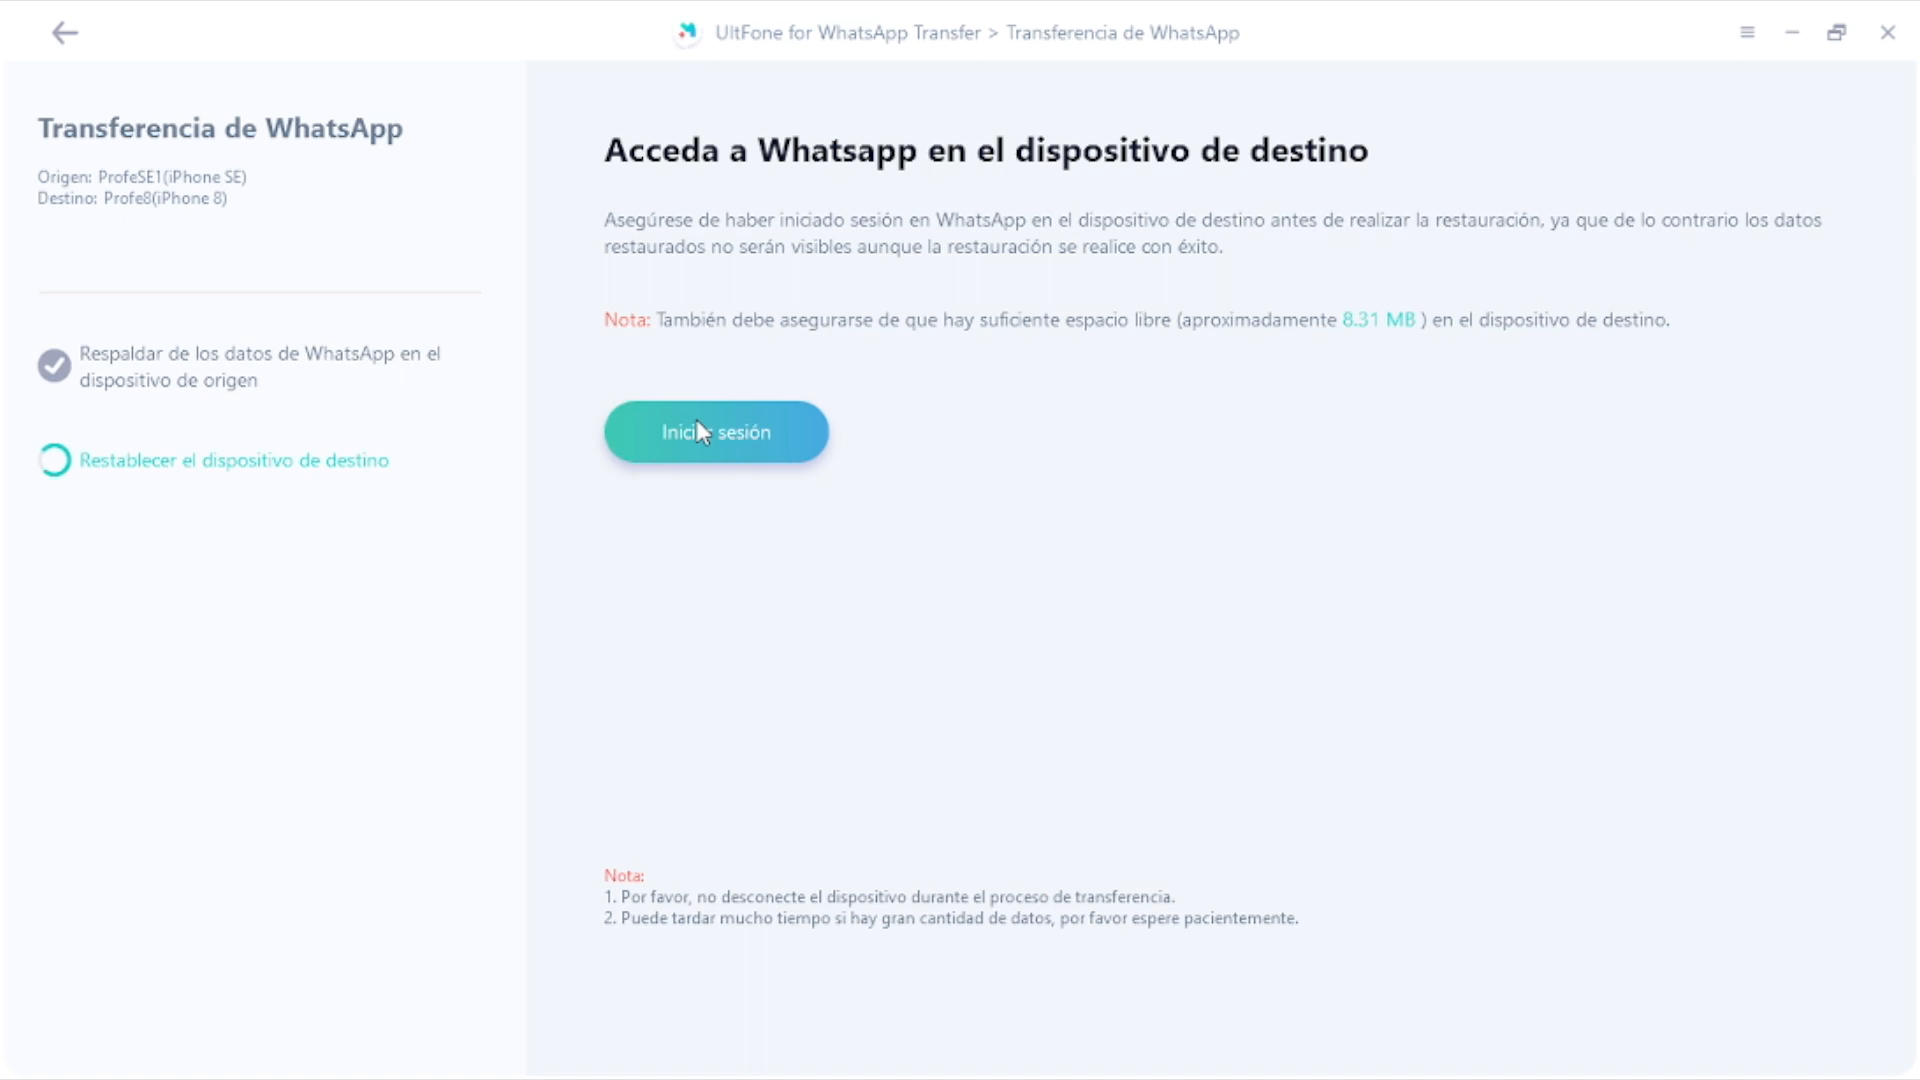 UltFone for WhatsApp Transfer > Transferencia de WhatsApp
Transferencia de WhatsApp
Origen: ProfeSE1(iPhone SE)
Destino: Profe8(iPhone 8)
Respaldar de los datos de WhatsApp en el
dispositivo de origen
Restablecer el dispositivo de destino
Acceda a Whatsapp en el dispositivo de destino
Asegúrese de haber iniciado sesión en WhatsApp en el dispositivo de destino antes de realizar la restauración, ya que de lo contrario los datos
restaurados no serán visibles aunque la restauración se realice con éxito.
Nota: También debe asegurarse de que hay suficiente espacio libre (aproximadamente 8.31 MB ) en el dispositivo de destino.
Iniciar sesión
Nota:
1. Por favor, no desconecte el dispositivo durante el proceso de transferencia.
2. Puede tardar mucho tiempo si hay gran cantidad de datos, por favor espere pacientemente.